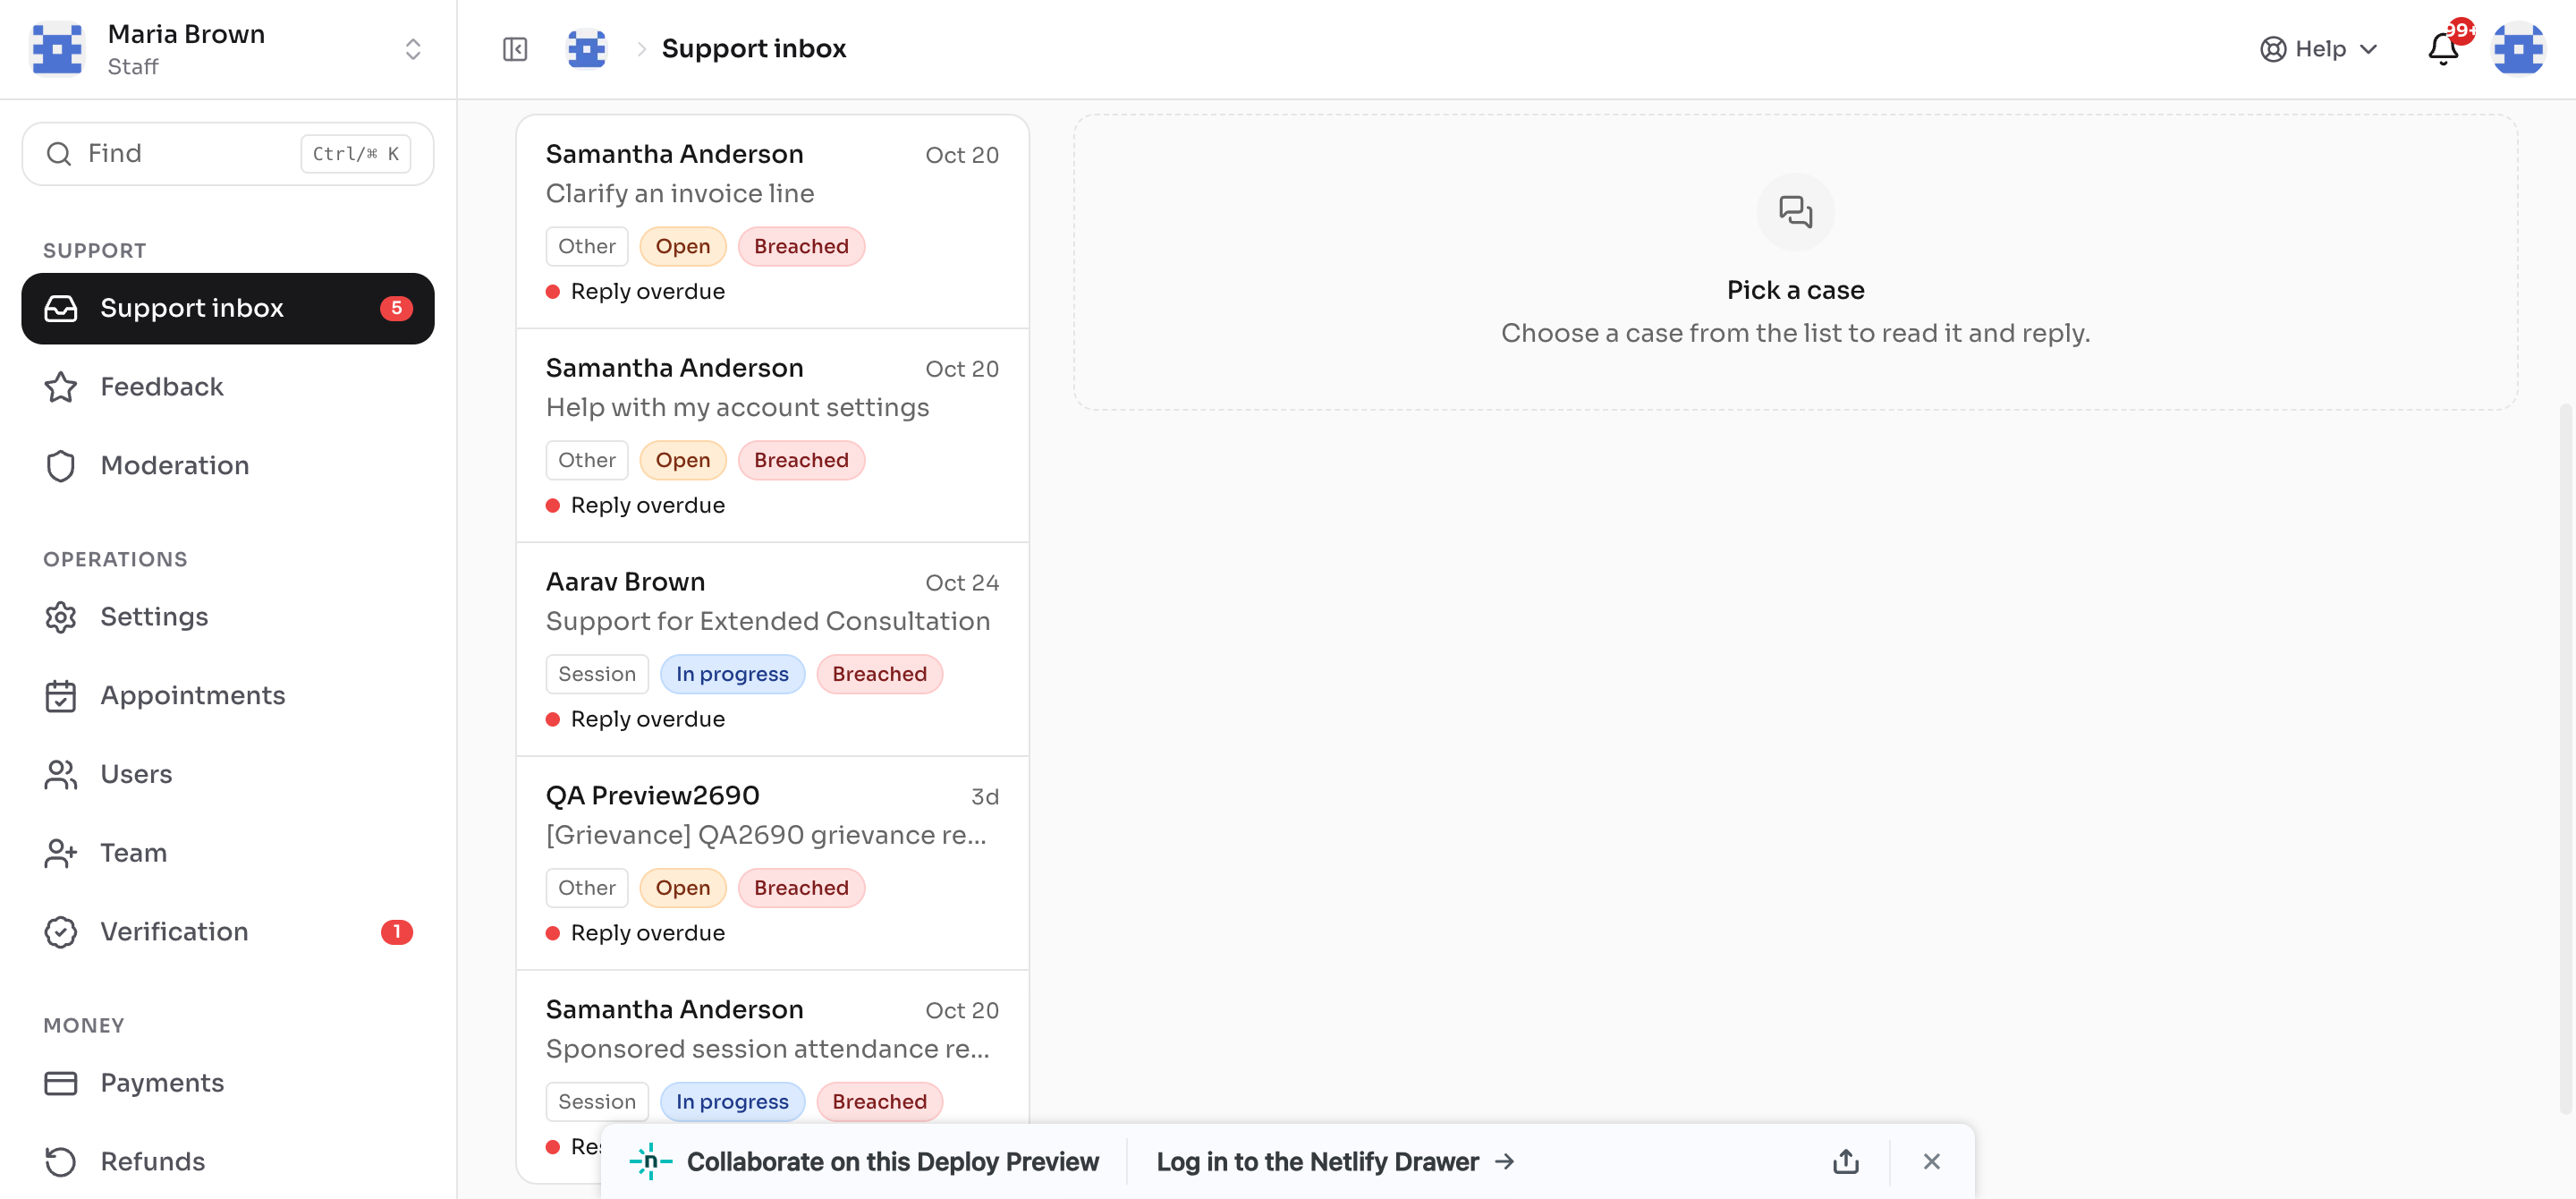 Maria Brown
Staff
Find
Ctrl/⌘ K
SUPPORT
Support inbox
5
Feedback
Moderation
OPERATIONS
Settings
Appointments
Users
Team
Verification
1
MONEY
Payments
Refunds
Support inbox
Help
99+
Samantha Anderson
Oct 20
Clarify an invoice line
Other
Open
Breached
Reply overdue
Samantha Anderson
Oct 20
Help with my account settings
Other
Open
Breached
Reply overdue
Aarav Brown
Oct 24
Support for Extended Consultation
Session
In progress
Breached
Reply overdue
QA Preview2690
3d
[Grievance] QA2690 grievance re...
Other
Open
Breached
Reply overdue
Samantha Anderson
Oct 20
Sponsored session attendance re...
Session
In progress
Breached
Pick a case
Choose a case from the list to read it and reply.
Collaborate on this Deploy Preview
Log in to the Netlify Drawer →